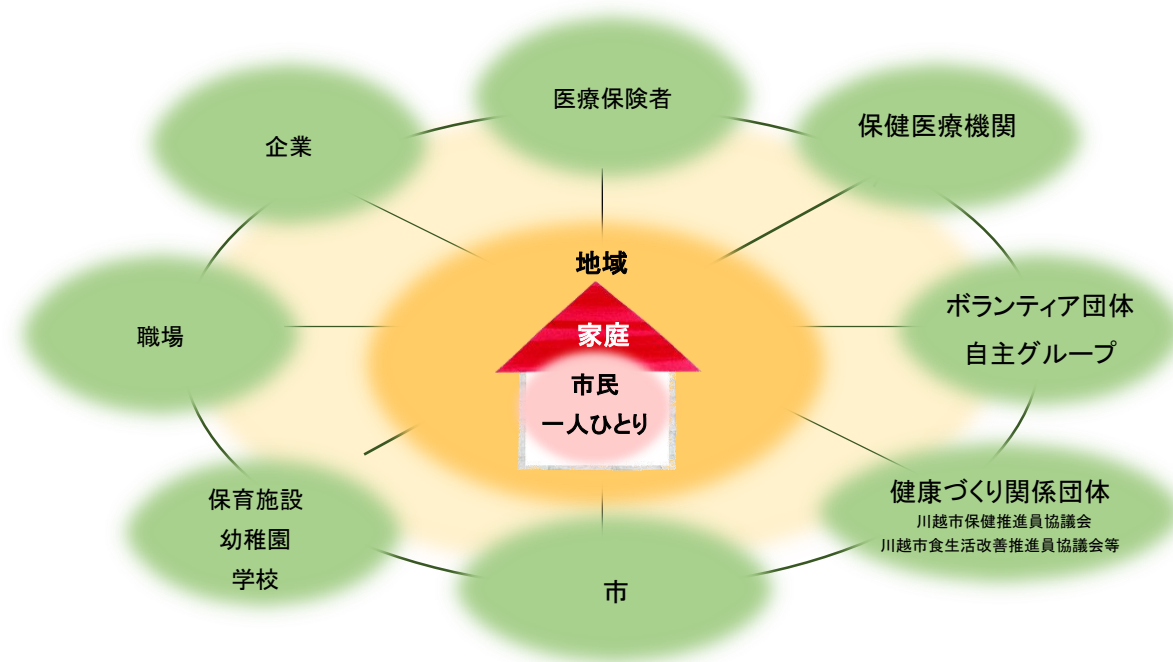 医療保険者
保健医療機関
企業
地域
ボランティア団体
自主グループ
家庭
職場
市民
一人ひとり
保育施設
幼稚園
学校
健康づくり関係団体
川越市保健推進員協議会
川越市食生活改善推進員協議会等
市